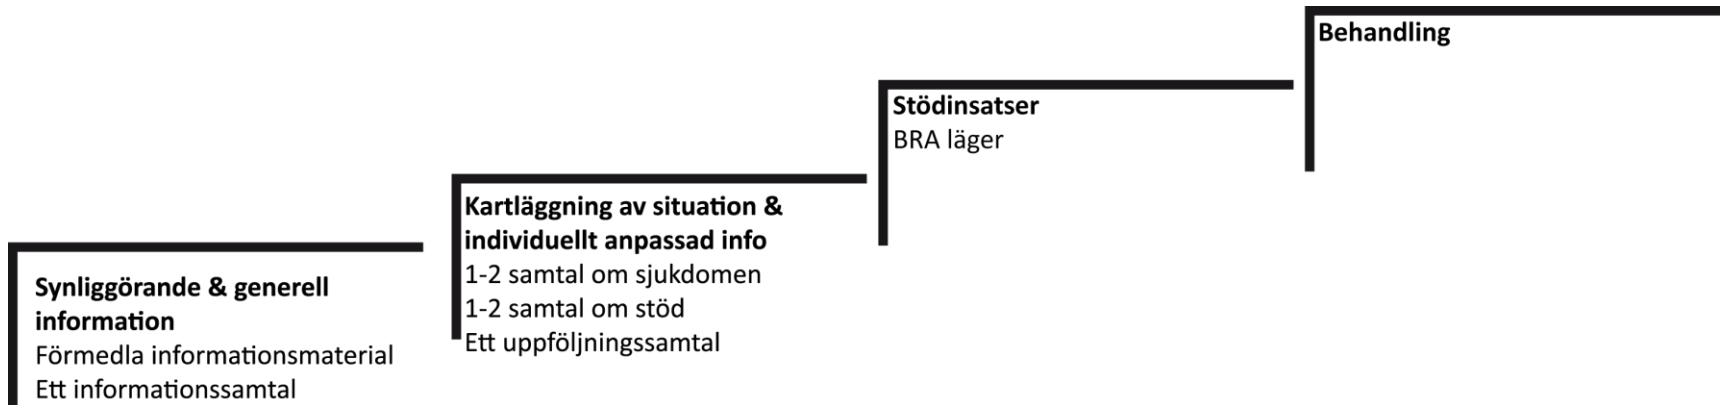 Synliggörande & generell
information
Förmedla informationsmaterial
Ett informationssamtal
Kartläggning av situation &
individuellt anpassad info
1-2 samtal om sjukdomen
1-2 samtal om stöd
Ett uppföljningssamtal
Stödinsatser
BRA läger
Behandling